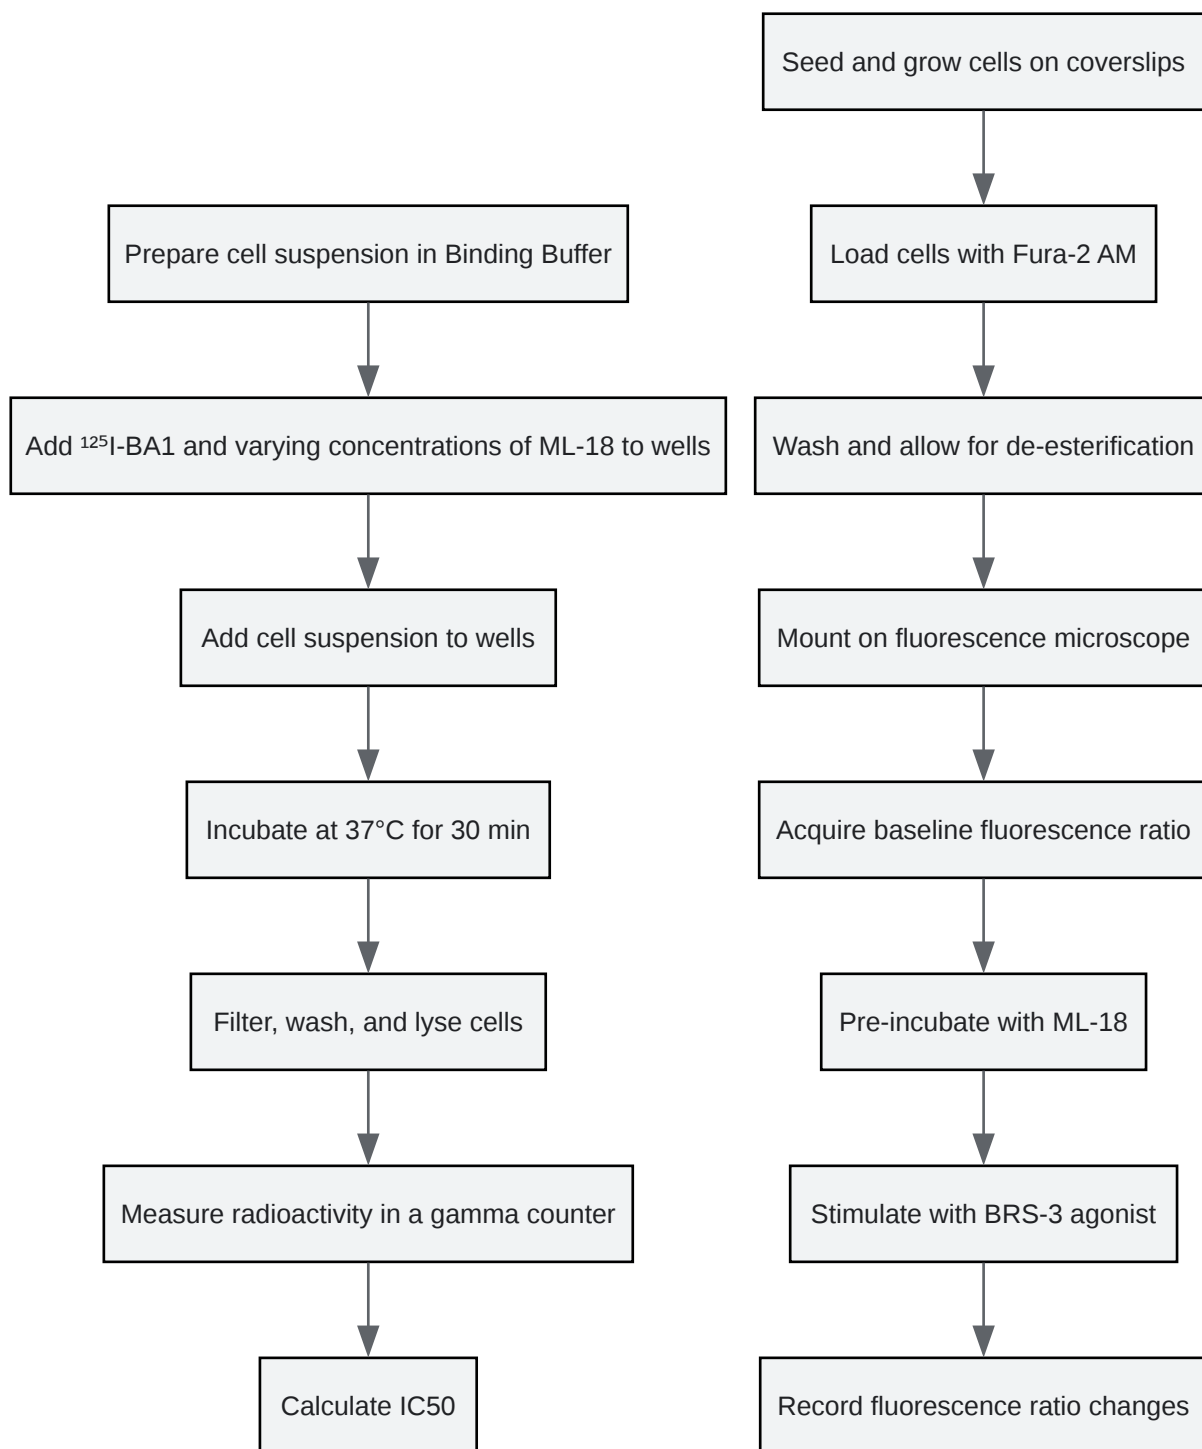 Prepare cell suspension in Binding Buffer
Add ¹²⁵I-BA1 and varying concentrations of ML-18 to wells
Add cell suspension to wells
Incubate at 37°C for 30 min
Filter, wash, and lyse cells
Measure radioactivity in a gamma counter
Calculate IC50
Seed and grow cells on coverslips
Load cells with Fura-2 AM
Wash and allow for de-esterification
Mount on fluorescence microscope
Acquire baseline fluorescence ratio
Pre-incubate with ML-18
Stimulate with BRS-3 agonist
Record fluorescence ratio changes